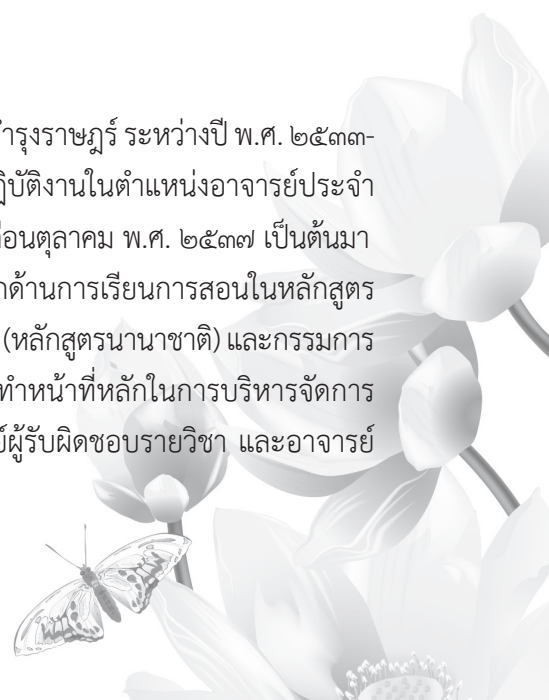 ำรุงราษฎร์ ระหว่างปี พ.ศ. ๒๕๓๓-
ฏิบัติงานในตำแหน่งอาจารย์ประจำ
ือนตุลาคม พ.ศ. ๒๕๓๗ เป็นต้นมา
กด้านการเรียนการสอนในหลักสูตร
(หลักสูตรนานาชาติ) และกรรมการ
ทำหน้าที่หลักในการบริหารจัดการ
ย์ผู้รับผิดชอบรายวิชา และอาจารย์